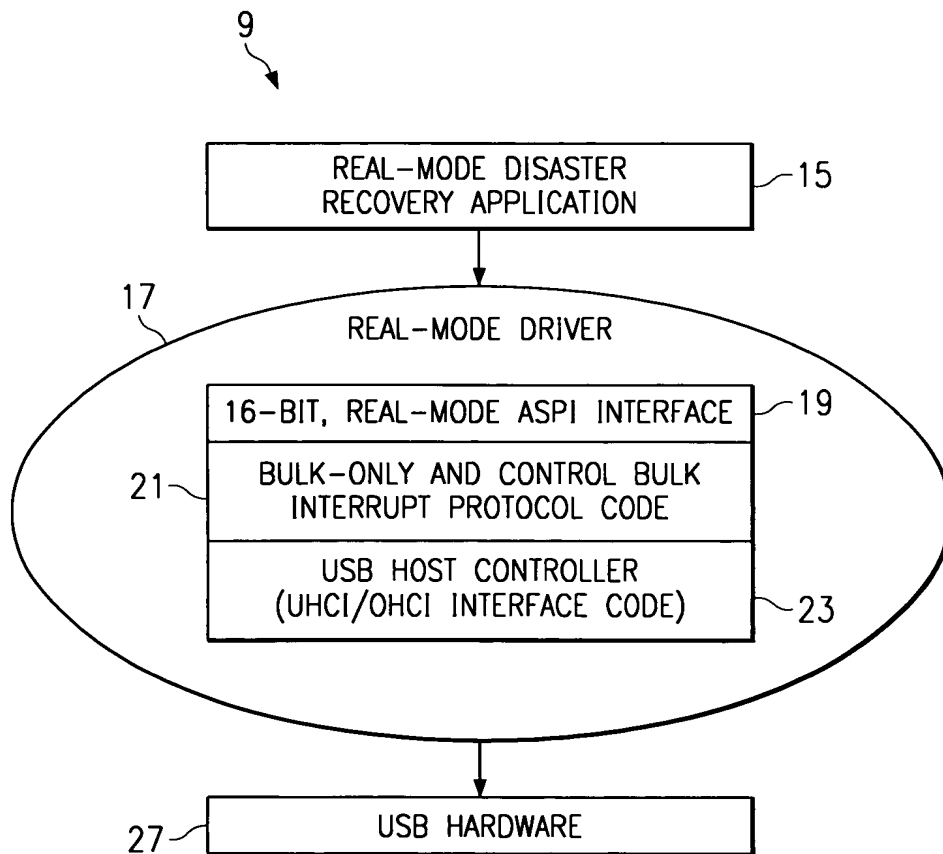 9
REAL-MODE DISASTER
RECOVERY APPLICATION
15
17
REAL-MODE DRIVER
16-BIT, REAL-MODE ASPI INTERFACE
19
21
BULK-ONLY AND CONTROL BULK
INTERRUPT PROTOCOL CODE
USB HOST CONTROLLER
(UHCI/OHCI INTERFACE CODE)
23
27
USB HARDWARE